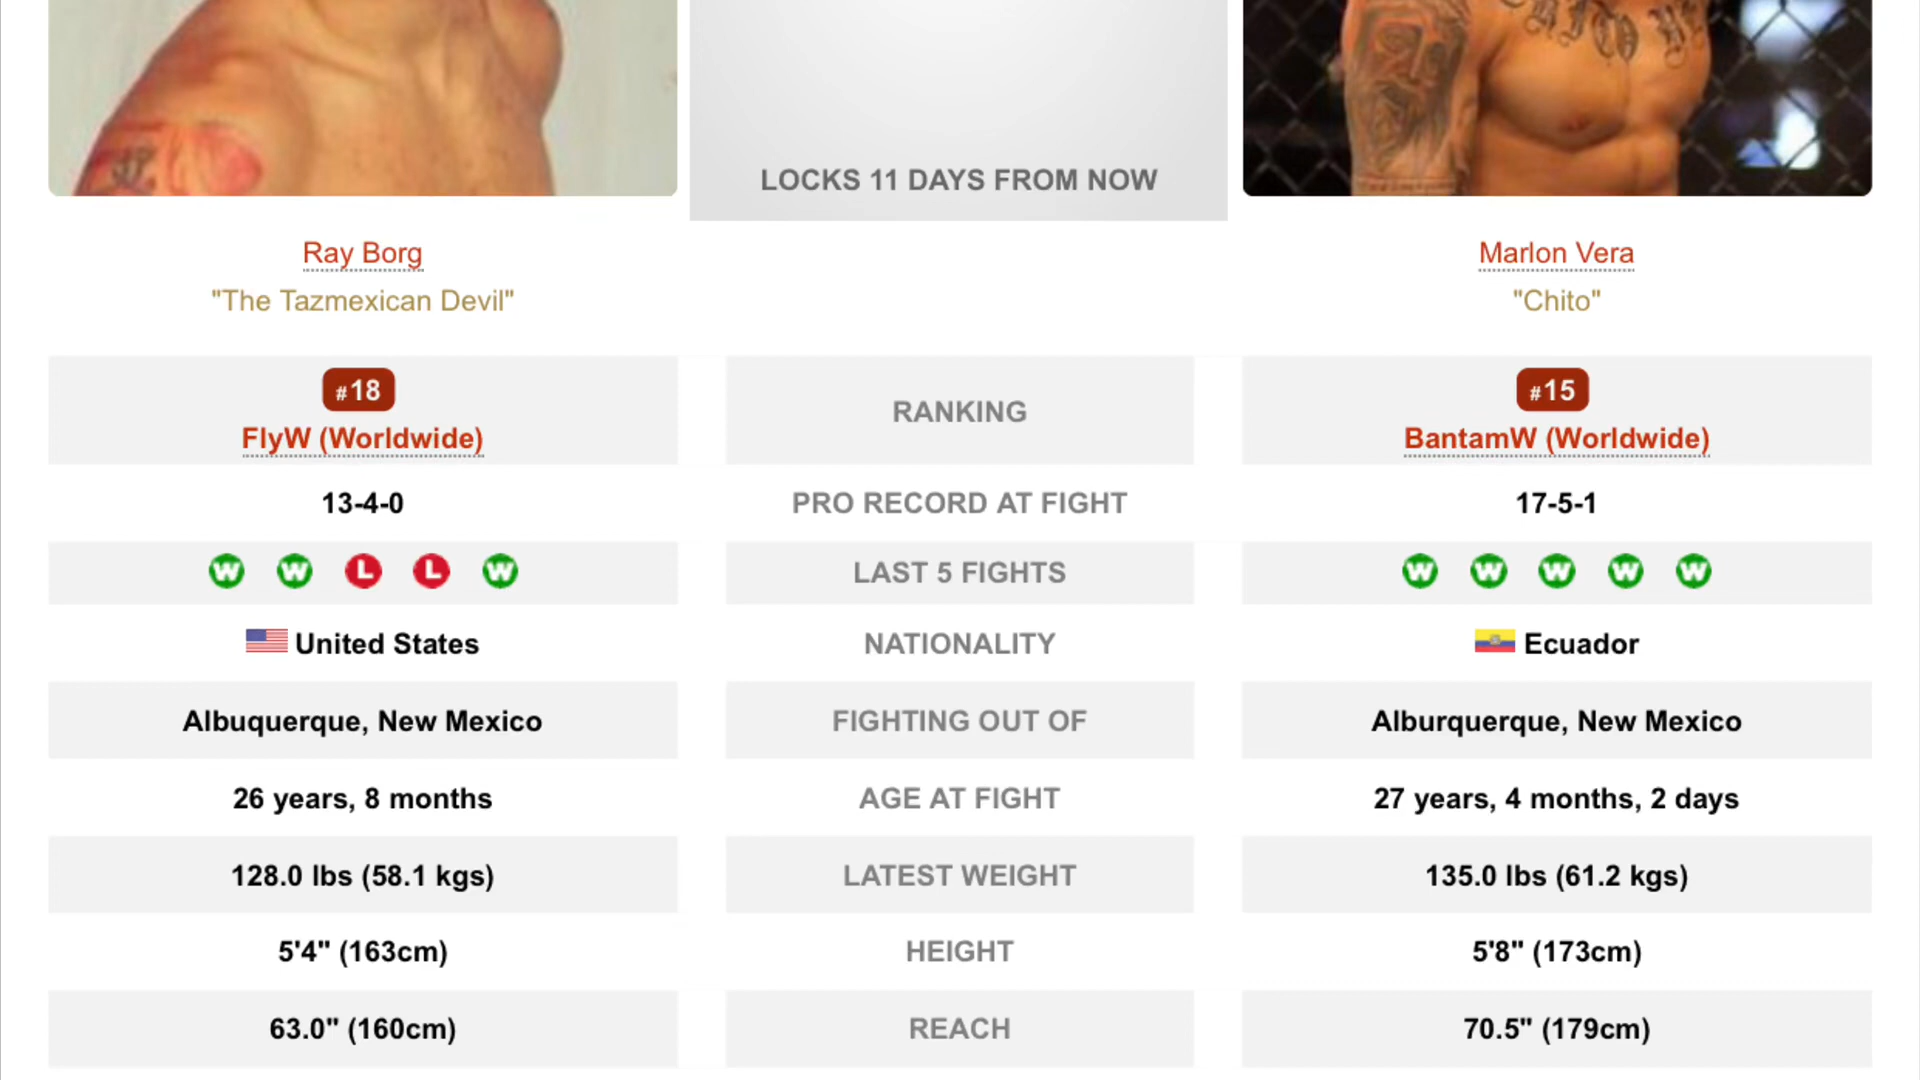 LOCKS 11 DAYS FROM NOW
Ray Borg
Marlon Vera
"The Tazmexican Devil"
"Chito"
#18
RANKING
#15
FlyW (Worldwide)
BantamW (Worldwide)
13-4-0
PRO RECORD AT FIGHT
17-5-1
W W L L W
LAST 5 FIGHTS
W W W W W
United States
NATIONALITY
Ecuador
Albuquerque, New Mexico
FIGHTING OUT OF
Alburquerque, New Mexico
26 years, 8 months
AGE AT FIGHT
27 years, 4 months, 2 days
128.0 lbs (58.1 kgs)
LATEST WEIGHT
135.0 lbs (61.2 kgs)
5'4" (163cm)
HEIGHT
5'8" (173cm)
63.0" (160cm)
REACH
70.5" (179cm)